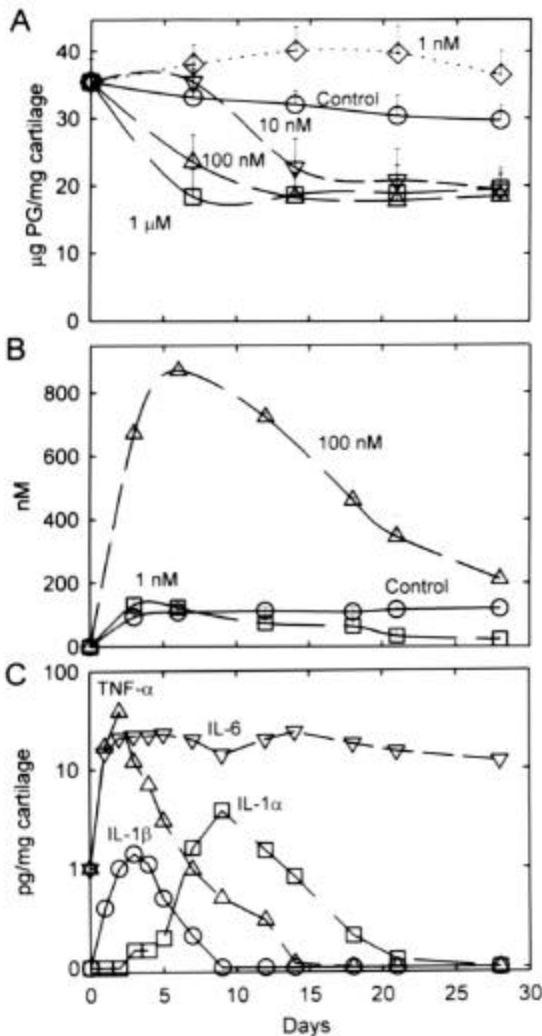 A
40
30
20
10
0
µg PG/mg cartilage
1 nM
Control
10 nM
100 nM
1 µM
B
800
600
400
200
0
nM
100 nM
1 nM
Control
C
100
10
1
0
pg/mg cartilage
TNF-α
IL-6
IL-1α
IL-1β
0 5 10 15 20 25 30
Days